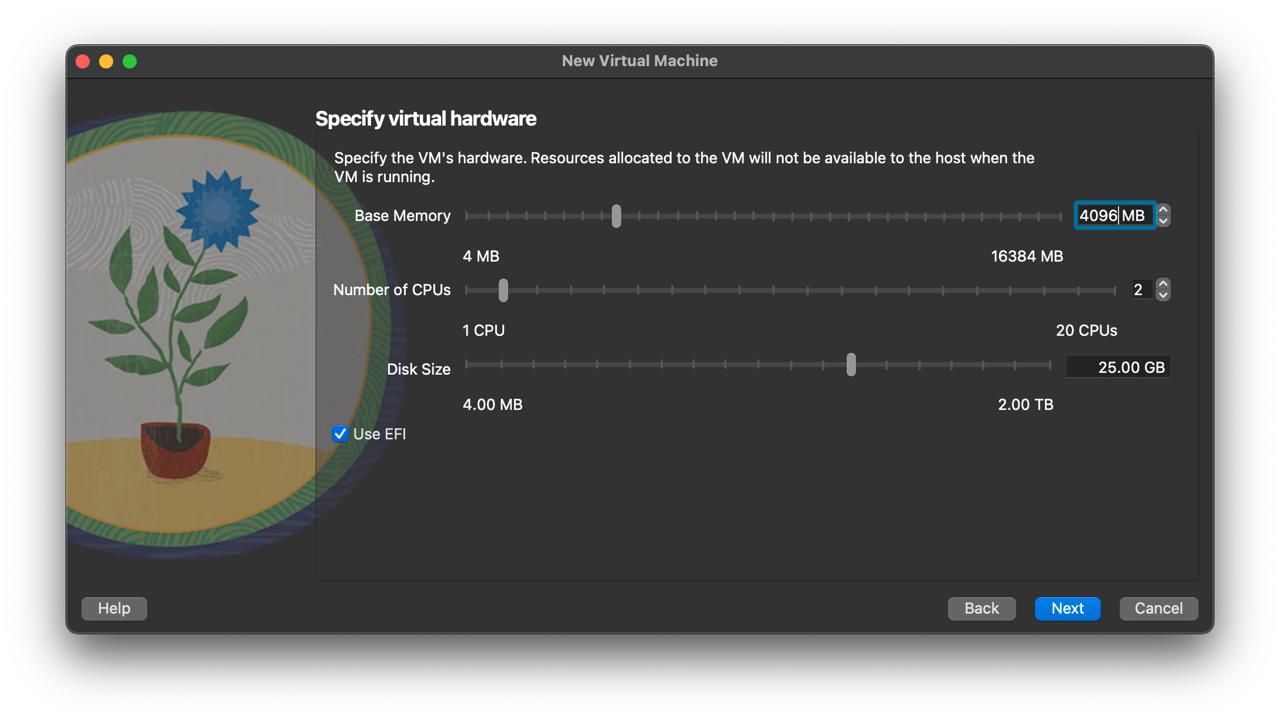 New Virtual Machine
Specify virtual hardware
Specify the VM's hardware. Resources allocated to the VM will not be available to the host when the
VM is running.
Base Memory 4096 MB
4 MB 16384 MB
Number of CPUs 2
1 CPU 20 CPUs
Disk Size 25.00 GB
4.00 MB 2.00 TB
Use EFI
Help Back Next Cancel